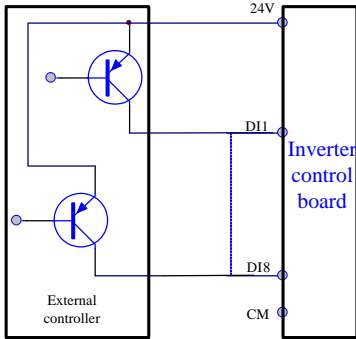 24V
DI1
Inverter
control
board
DI8
External
controller
CM